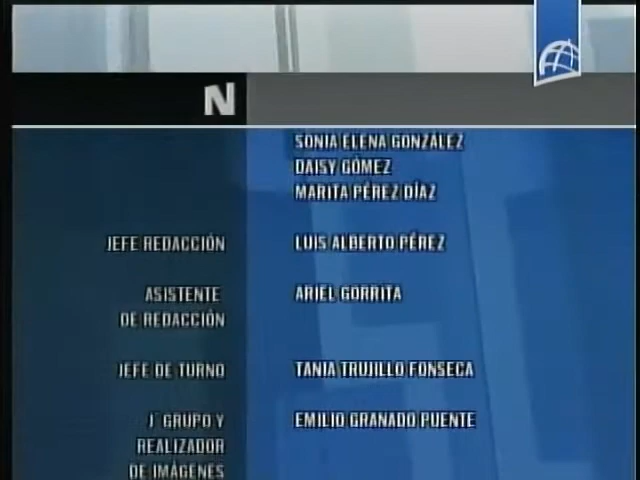 N
SONIA ELENA GONZÁLEZ
DAISY GÓMEZ
MARITA PÉREZ DÍAZ
JEFE REDACCIÓN LUIS ALBERTO PÉREZ
ASISTENTE ARIEL GORRITA
DE REDACCIÓN
JEFE DE TURNO TANIA TRUJILLO FONSECA
J´ GRUPO Y EMILIO GRANADO PUENTE
REALIZADOR
DE IMÁGENES